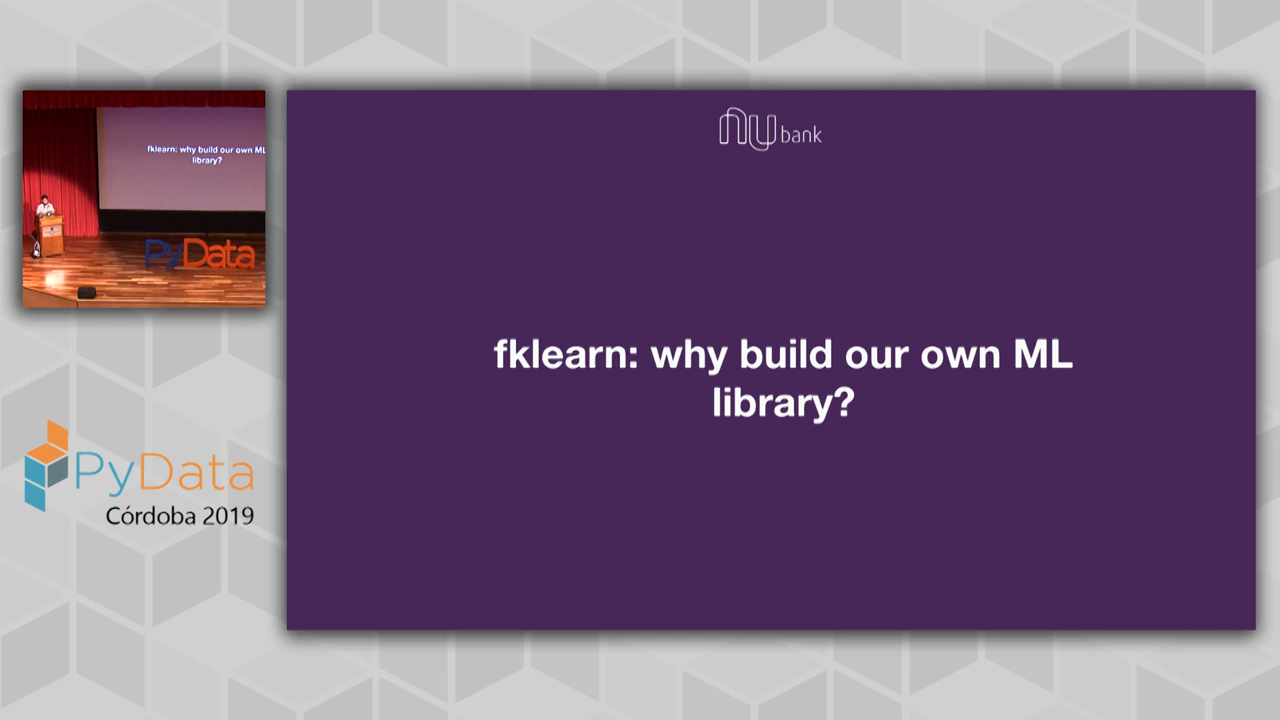 nu bank
fklearn: why build our own ML
library?
fklearn: why build our own ML
library?
PyData
PyData
Córdoba 2019